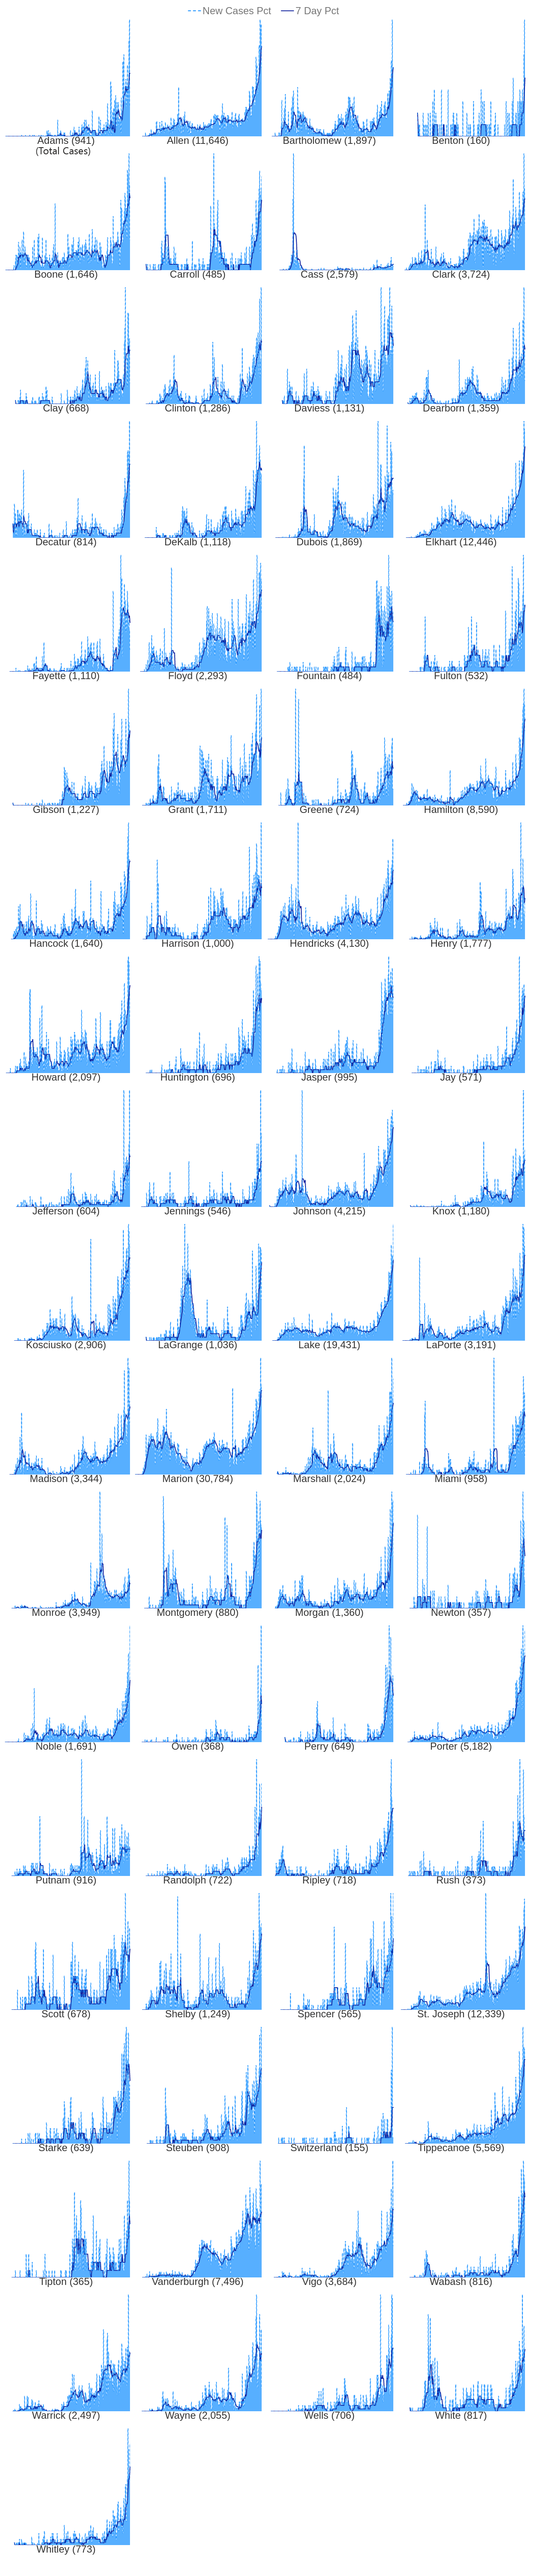 New Cases Pct 7 Day Pct
Adams (941) Allen (11,646) Bartholomew (1,897) Benton (160)
(Total Cases)
Boone (1,646) Carroll (485) Cass (2,579) Clark (3,724)
Clay (668) Clinton (1,286) Daviess (1,131) Dearborn (1,359)
Decatur (814) DeKalb (1,118) Dubois (1,869) Elkhart (12,446)
Fayette (1,110) Floyd (2,293) Fountain (484) Fulton (532)
Gibson (1,227) Grant (1,711) Greene (724) Hamilton (8,590)
Hancock (1,640) Harrison (1,000) Hendricks (4,130) Henry (1,777)
Howard (2,097) Huntington (696) Jasper (995) Jay (571)
Jefferson (604) Jennings (546) Johnson (4,215) Knox (1,180)
Kosciusko (2,906) LaGrange (1,036) Lake (19,431) LaPorte (3,191)
Madison (3,344) Marion (30,784) Marshall (2,024) Miami (958)
Monroe (3,949) Montgomery (880) Morgan (1,360) Newton (357)
Noble (1,691) Owen (368) Perry (649) Porter (5,182)
Putnam (916) Randolph (722) Ripley (718) Rush (373)
Scott (678) Shelby (1,249) Spencer (565) St. Joseph (12,339)
Starke (639) Steuben (908) Switzerland (155) Tippecanoe (5,569)
Tipton (365) Vanderburgh (7,496) Vigo (3,684) Wabash (816)
Warrick (2,497) Wayne (2,055) Wells (706) White (817)
Whitley (773)